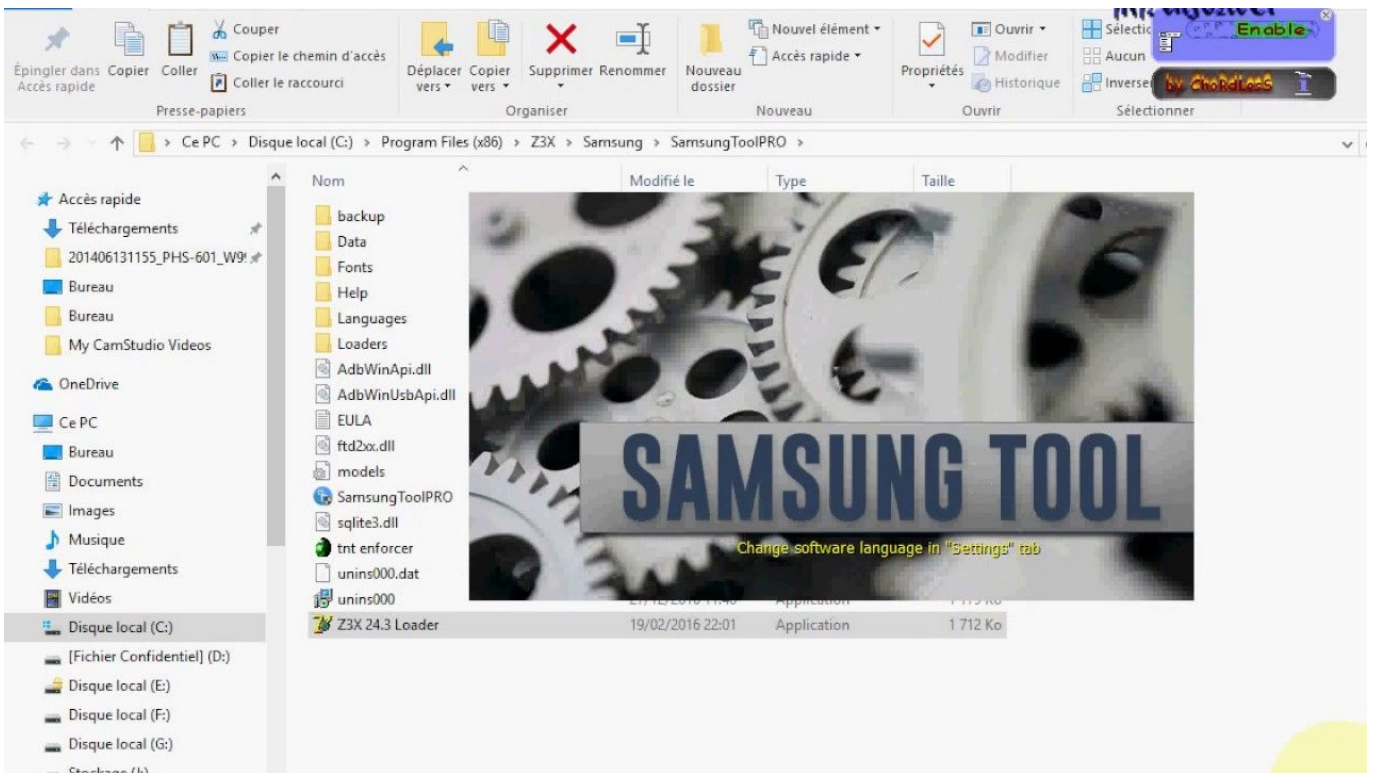 Épingler dans Accès rapide
Copier
Coller
Couper
Copier le chemin d'accès
Coller le raccourci
Presse-papiers
Déplacer vers
Copier vers
Supprimer
Renommer
Organiser
Nouveau dossier
Nouvel élément
Accès rapide
Nouveau
Propriétés
Ouvrir
Modifier
Historique
Ouvrir
Aucun
Sélectionner
Enable
by ChoRdLesS
Ce PC > Disque local (C:) > Program Files (x86) > Z3X > Samsung > SamsungToolPRO >
Accès rapide
Téléchargements
201406131155_PHS-601_W9
Bureau
Bureau
My CamStudio Videos
OneDrive
Ce PC
Bureau
Documents
Images
Musique
Téléchargements
Vidéos
Disque local (C:)
[Fichier Confidentiel] (D:)
Disque local (E:)
Disque local (F:)
Disque local (G:)
Nom Modifié le Type Taille
backup
Data
Fonts
Help
Languages
Loaders
AdbWinApi.dll
AdbWinUsbApi.dll
EULA
ftd2xx.dll
models
SamsungToolPRO
sqlite3.dll
tnt enforcer
unins000.dat
unins000
Z3X 24.3 Loader 19/02/2016 22:01 Application 1 712 Ko
SAMSUNG TOOL
Change software language in "Settings" tab